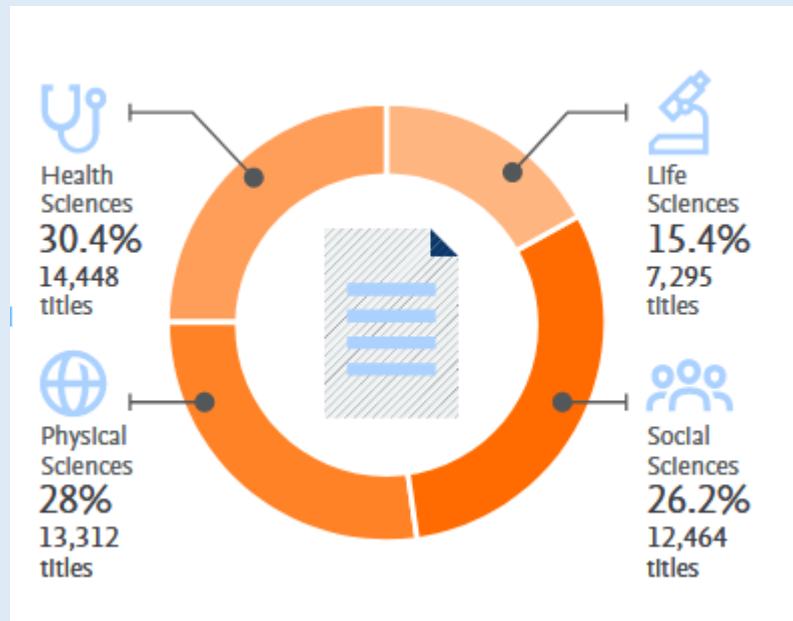 Health
Sciences
30.4%
14,448
titles
Life
Sciences
15.4%
7,295
titles
Physical
Sciences
28%
13,312
titles
Social
Sciences
26.2%
12,464
titles